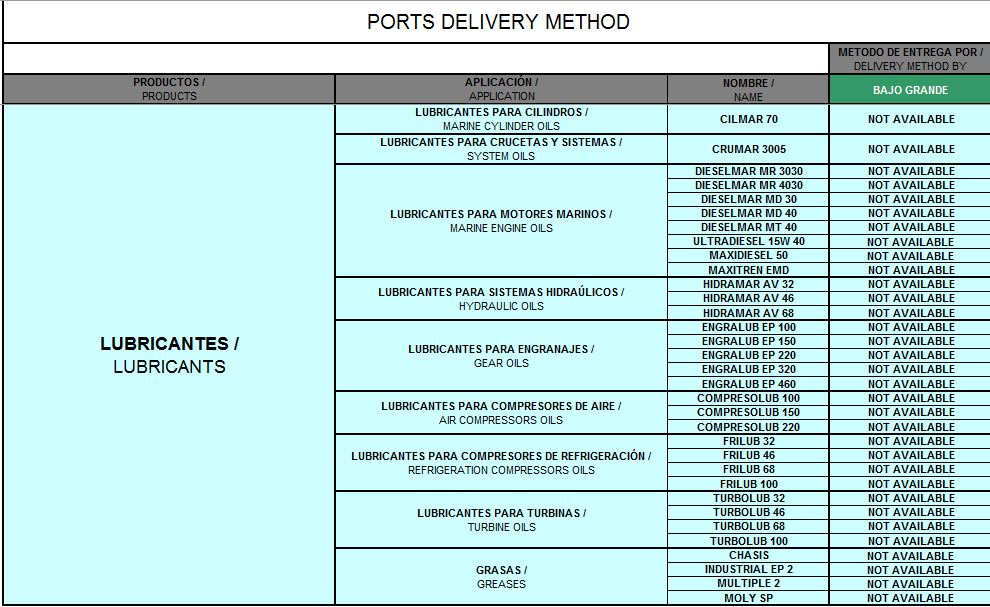 PORTS DELIVERY METHOD
METODO DE ENTREGA POR /
DELIVERY METHOD BY
PRODUCTOS /
PRODUCTS
APLICACIÓN /
APPLICATION
NOMBRE /
NAME
BAJO GRANDE
LUBRICANTES /
LUBRICANTS
LUBRICANTES PARA CILINDROS /
MARINE CYLINDER OILS
CILMAR 70 NOT AVAILABLE
LUBRICANTES PARA CRUCETAS Y SISTEMAS /
SYSTEM OILS
CRUMAR 3005 NOT AVAILABLE
LUBRICANTES PARA MOTORES MARINOS /
MARINE ENGINE OILS
DIESELMAR MR 3030 NOT AVAILABLE
DIESELMAR MR 4030 NOT AVAILABLE
DIESELMAR MD 30 NOT AVAILABLE
DIESELMAR MD 40 NOT AVAILABLE
DIESELMAR MT 40 NOT AVAILABLE
ULTRADIESEL 15W 40 NOT AVAILABLE
MAXIDIESEL 50 NOT AVAILABLE
MAXITREN EMD NOT AVAILABLE
LUBRICANTES PARA SISTEMAS HIDRAÚLICOS /
HYDRAULIC OILS
HIDRAMAR AV 32 NOT AVAILABLE
HIDRAMAR AV 46 NOT AVAILABLE
HIDRAMAR AV 68 NOT AVAILABLE
LUBRICANTES PARA ENGRANAJES /
GEAR OILS
ENGRALUB EP 100 NOT AVAILABLE
ENGRALUB EP 150 NOT AVAILABLE
ENGRALUB EP 220 NOT AVAILABLE
ENGRALUB EP 320 NOT AVAILABLE
ENGRALUB EP 460 NOT AVAILABLE
LUBRICANTES PARA COMPRESORES DE AIRE /
AIR COMPRESSORS OILS
COMPRESOLUB 100 NOT AVAILABLE
COMPRESOLUB 150 NOT AVAILABLE
COMPRESOLUB 220 NOT AVAILABLE
LUBRICANTES PARA COMPRESORES DE REFRIGERACIÓN /
REFRIGERATION COMPRESSORS OILS
FRILUB 32 NOT AVAILABLE
FRILUB 46 NOT AVAILABLE
FRILUB 68 NOT AVAILABLE
FRILUB 100 NOT AVAILABLE
LUBRICANTES PARA TURBINAS /
TURBINE OILS
TURBOLUB 32 NOT AVAILABLE
TURBOLUB 46 NOT AVAILABLE
TURBOLUB 68 NOT AVAILABLE
TURBOLUB 100 NOT AVAILABLE
GRASAS /
GREASES
CHASIS NOT AVAILABLE
INDUSTRIAL EP 2 NOT AVAILABLE
MULTIPLE 2 NOT AVAILABLE
MOLY SP NOT AVAILABLE